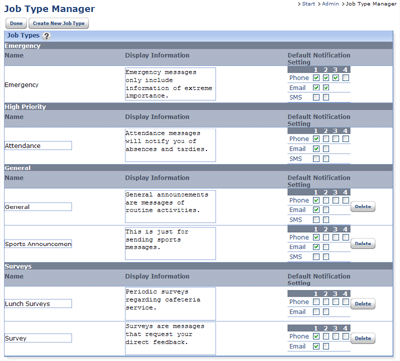 Job Type Manager
> Start > Admin > Job Type Manager
Done Create New Job Type
Job Types ?
Emergency
Name Display Information Default Notification Setting
Emergency
Emergency messages
only include
information of extreme
importance.
1 2 3 4
Phone
Email
SMS
High Priority
Name Display Information Default Notification Setting
Attendance
Attendance messages
will notify you of
absences and tardies.
1 2 3 4
Phone
Email
SMS
General
Name Display Information Default Notification Setting
General
General announcements
are messages of
routine activities.
1 2 3 4
Phone
Email
SMS
Delete
Sports Announcemen
This is just for
sending sports
messages.
1 2 3 4
Phone
Email
SMS
Delete
Surveys
Name Display Information Default Notification Setting
Lunch Surveys
Periodic surveys
regarding cafeteria
service.
1 2 3 4
Phone
Email
Delete
Survey
Surveys are messages
that request your
direct feedback.
1 2 3 4
Phone
Email
Delete